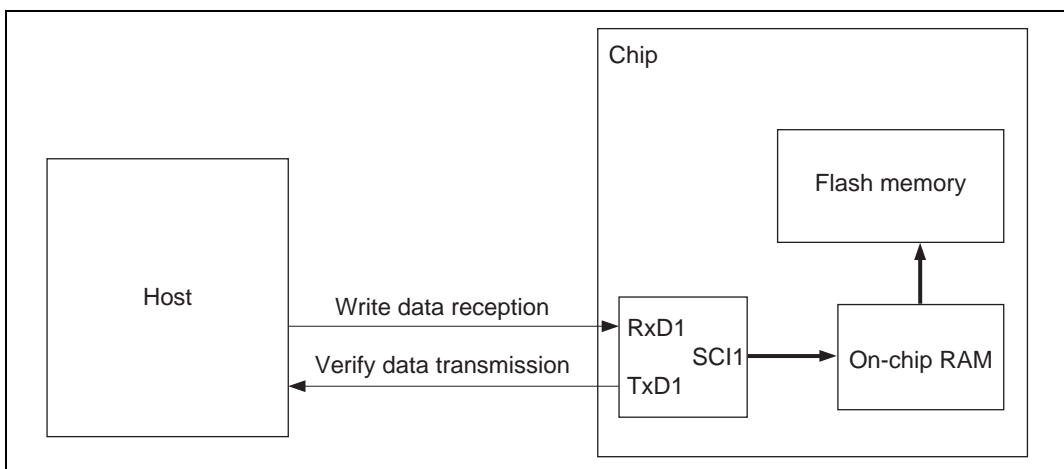 Chip
Flash memory
Host
Write data reception
RxD1
SCI1
On-chip RAM
Verify data transmission
TxD1